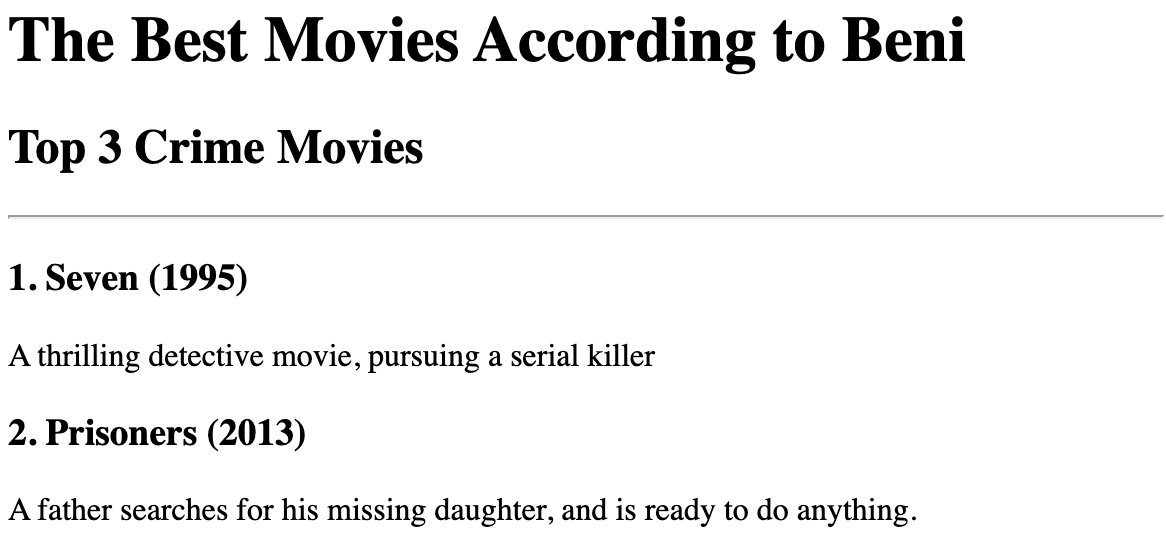 The Best Movies According to Beni
Top 3 Crime Movies
1. Seven (1995)
A thrilling detective movie, pursuing a serial killer
2. Prisoners (2013)
A father searches for his missing daughter, and is ready to do anything.